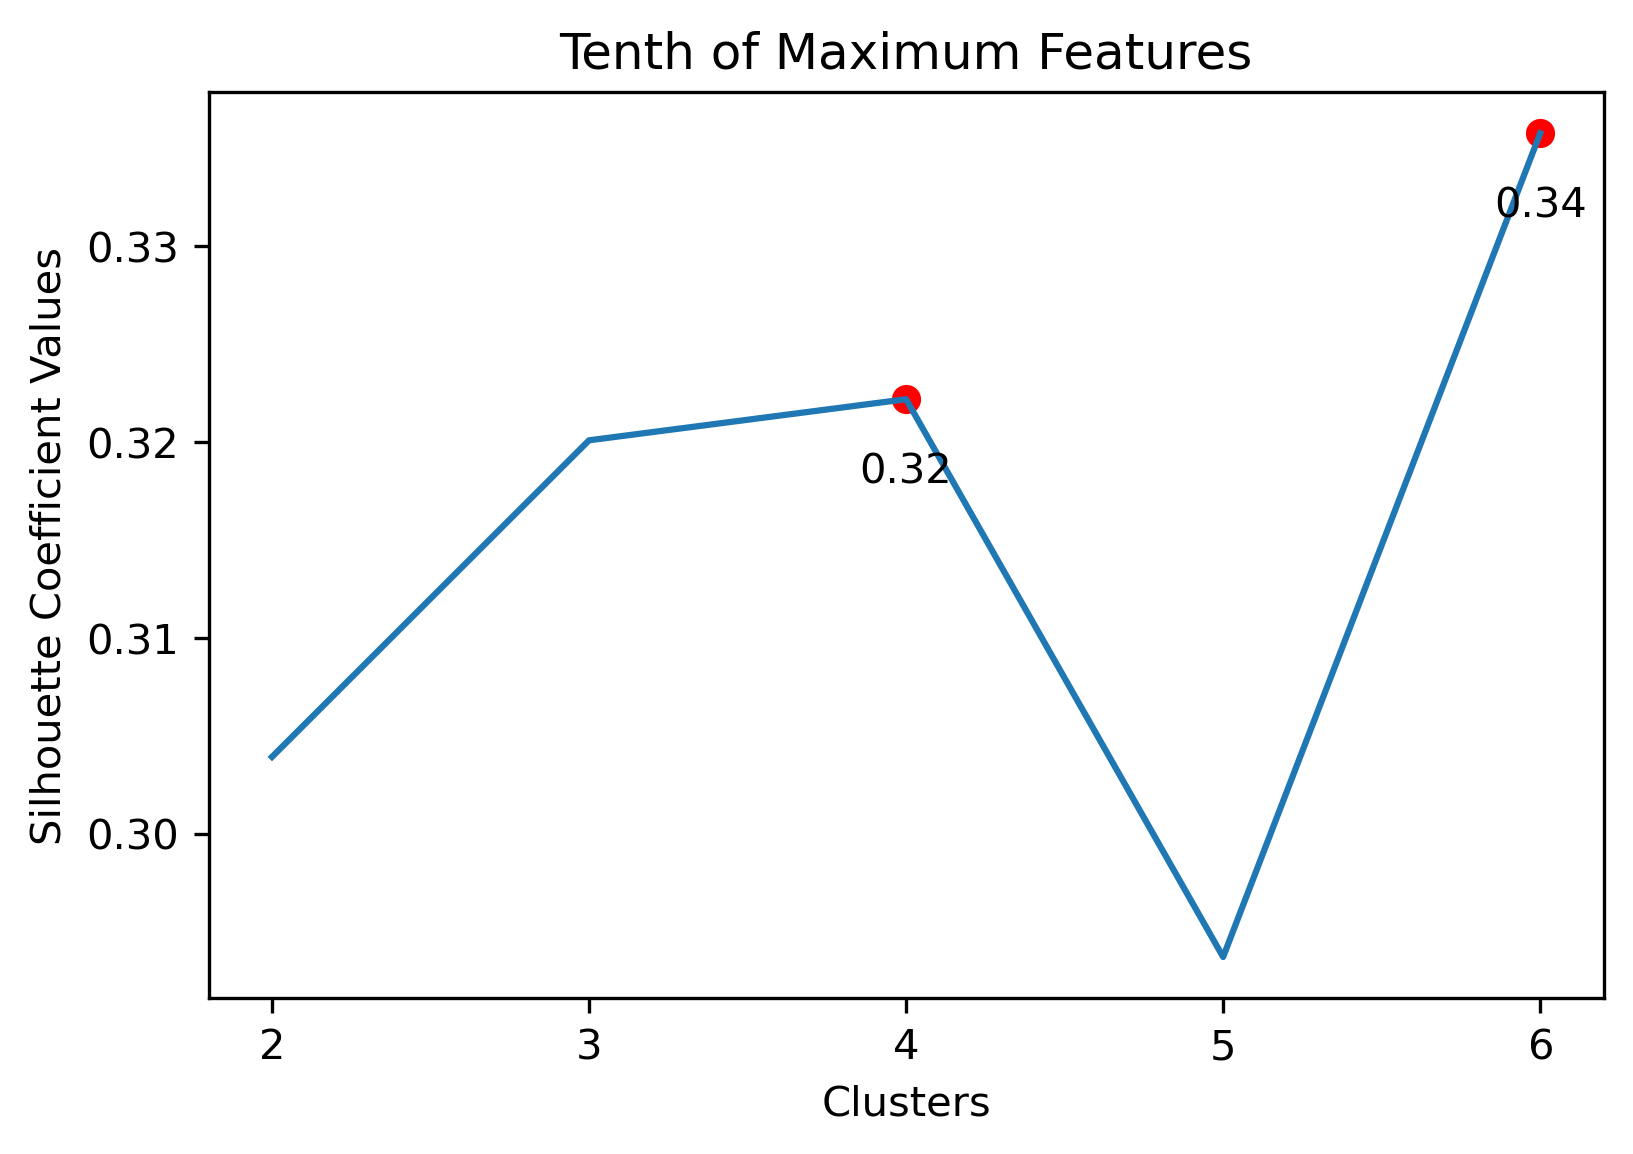 Tenth of Maximum Features
Silhouette Coefficient Values
0.33
0.32
0.31
0.30
0.34
0.32
2 3 4 5 6
Clusters